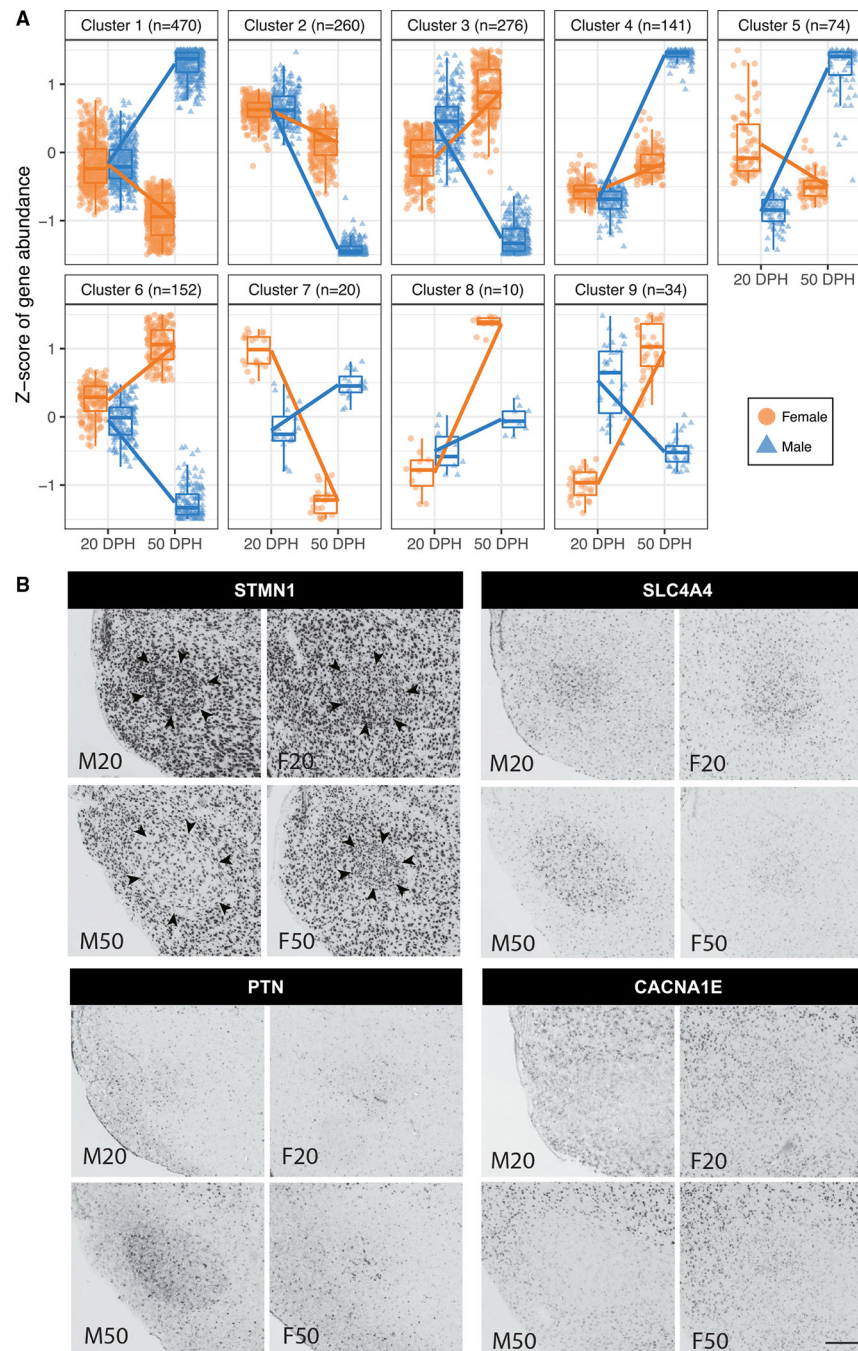 A
Cluster 1 (n=470) Cluster 2 (n=260) Cluster 3 (n=276) Cluster 4 (n=141) Cluster 5 (n=74)
1
0
−1
20 DPH 50 DPH
Cluster 6 (n=152) Cluster 7 (n=20) Cluster 8 (n=10) Cluster 9 (n=34)
1
0
−1
20 DPH 50 DPH 20 DPH 50 DPH 20 DPH 50 DPH 20 DPH 50 DPH
Z−score of gene abundance
Female
Male
B
STMN1
M20 F20
M50 F50
SLC4A4
M20 F20
M50 F50
PTN
M20 F20
M50 F50
CACNA1E
M20 F20
M50 F50